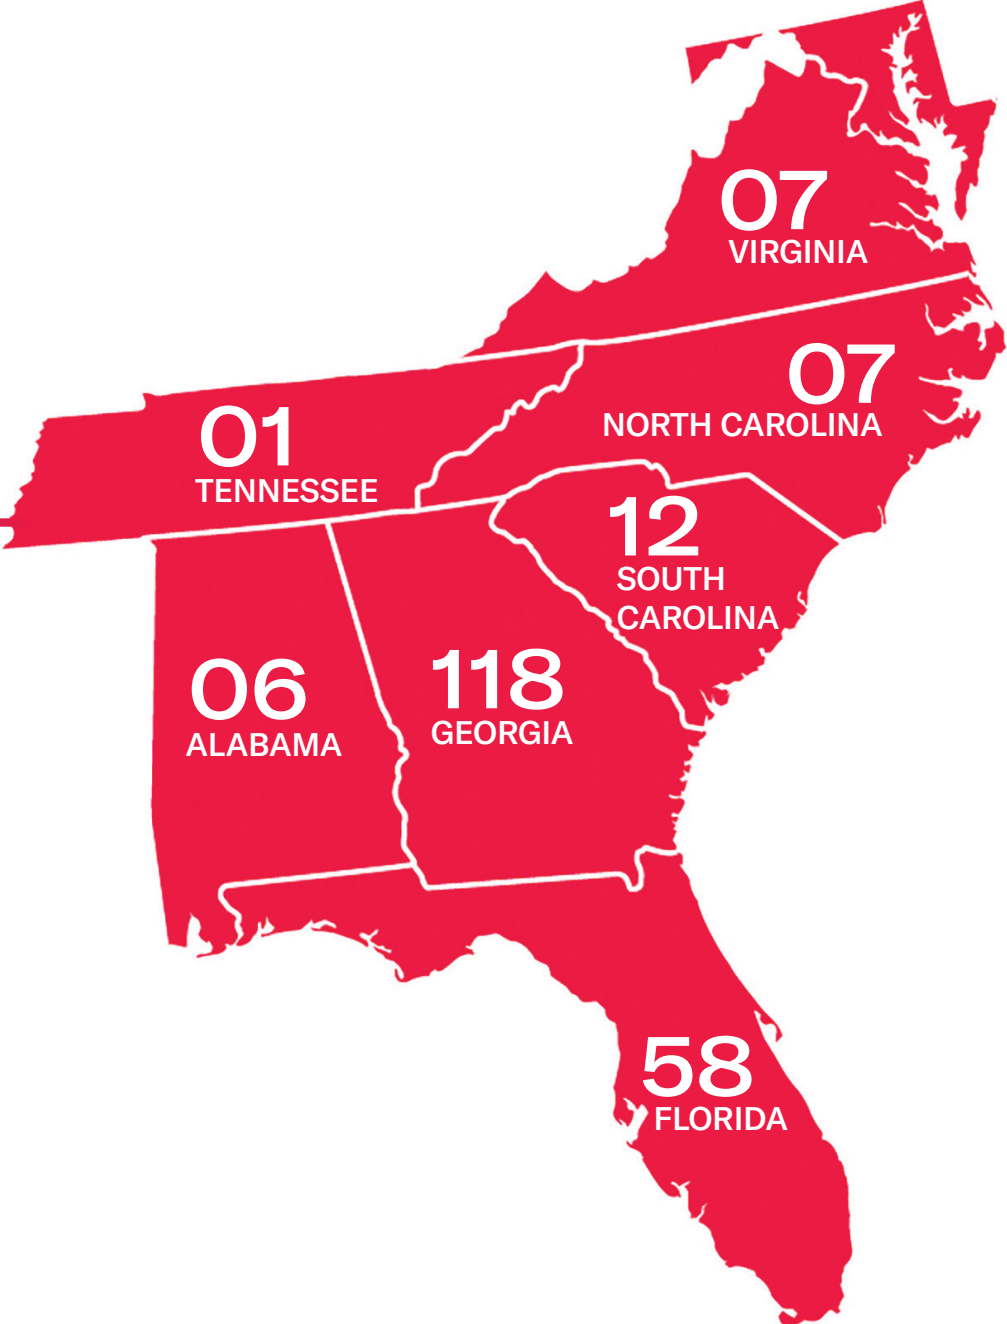 07
VIRGINIA
07
NORTH CAROLINA
01
TENNESSEE
12
SOUTH
CAROLINA
118
GEORGIA
06
ALABAMA
58
FLORIDA